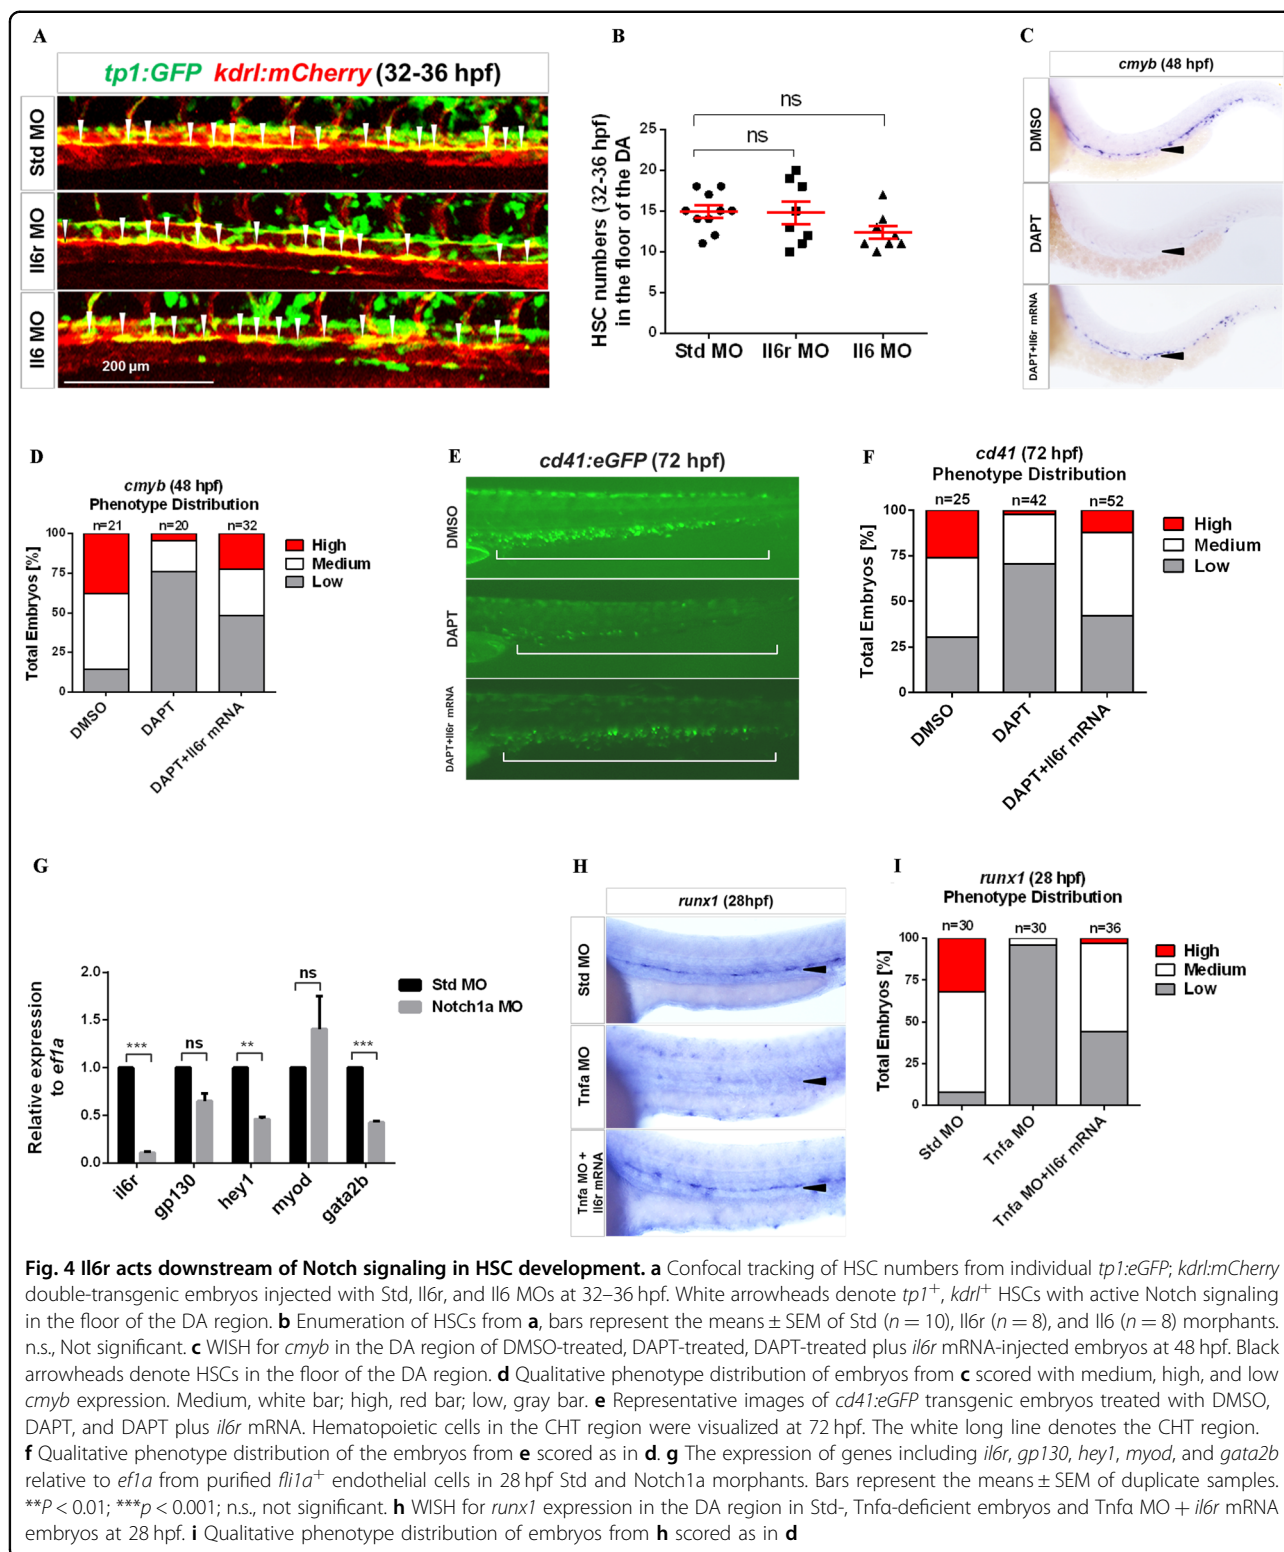 A
tp1:GFP kdrl:mCherry (32-36 hpf)
Std MO
Il6r MO
Il6 MO
200 µm
B
HSC numbers (32-36 hpf)
in the floor of the DA
25
20
15
10
5
0
ns
ns
Std MO Il6r MO Il6 MO
C
cmyb (48 hpf)
DMSO
DAPT
DAPT+Il6r mRNA
D
cmyb (48 hpf)
Phenotype Distribution
n=21 n=20 n=32
Total Embryos [%]
100
75
50
25
0
High
Medium
Low
DMSO
DAPT
DAPT+Il6r mRNA
E
cd41:eGFP (72 hpf)
DMSO
DAPT
DAPT+Il6r mRNA
F
cd41 (72 hpf)
Phenotype Distribution
n=25 n=42 n=52
Total Embryos [%]
100
75
50
25
0
High
Medium
Low
DMSO
DAPT
DAPT+Il6r mRNA
G
Relative expression
to ef1a
2.0
1.5
1.0
0.5
0.0
***
ns
**
ns
***
Std MO
Notch1a MO
il6r
gp130
hey1
myod
gata2b
H
runx1 (28hpf)
Std MO
Tnfa MO
Tnfa MO +
Il6r mRNA
I
runx1 (28 hpf)
Phenotype Distribution
n=30 n=30 n=36
Total Embryos [%]
100
75
50
25
0
High
Medium
Low
Std MO
Tnfa MO
Tnfa MO+Il6r mRNA
Fig. 4 Il6r acts downstream of Notch signaling in HSC development. a Confocal tracking of HSC numbers from individual tp1:eGFP; kdrl:mCherry
double-transgenic embryos injected with Std, Il6r, and Il6 MOs at 32–36 hpf. White arrowheads denote tp1+, kdrl+ HSCs with active Notch signaling
in the floor of the DA region. b Enumeration of HSCs from a, bars represent the means ± SEM of Std (n = 10), Il6r (n = 8), and Il6 (n = 8) morphants.
n.s., Not significant. c WISH for cmyb in the DA region of DMSO-treated, DAPT-treated, DAPT-treated plus il6r mRNA-injected embryos at 48 hpf. Black
arrowheads denote HSCs in the floor of the DA region. d Qualitative phenotype distribution of embryos from c scored with medium, high, and low
cmyb expression. Medium, white bar; high, red bar; low, gray bar. e Representative images of cd41:eGFP transgenic embryos treated with DMSO,
DAPT, and DAPT plus il6r mRNA. Hematopoietic cells in the CHT region were visualized at 72 hpf. The white long line denotes the CHT region.
f Qualitative phenotype distribution of the embryos from e scored as in d. g The expression of genes including il6r, gp130, hey1, myod, and gata2b
relative to ef1a from purified fli1a+ endothelial cells in 28 hpf Std and Notch1a morphants. Bars represent the means ± SEM of duplicate samples.
**P < 0.01; ***p < 0.001; n.s., not significant. h WISH for runx1 expression in the DA region in Std-, Tnfα-deficient embryos and Tnfα MO + il6r mRNA
embryos at 28 hpf. i Qualitative phenotype distribution of embryos from h scored as in d